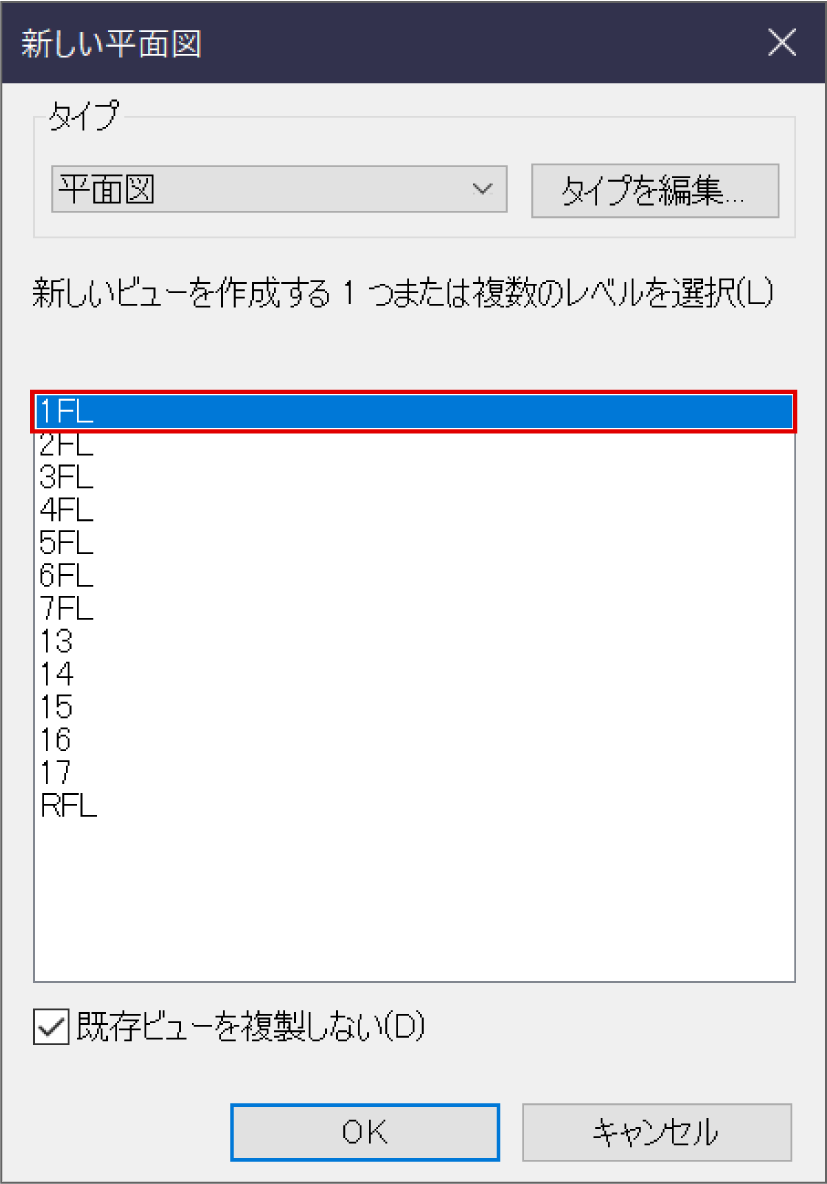 新しい平面図
タイプ
平面図
タイプを編集...
新しいビューを作成する 1 つまたは複数のレベルを選択(L)
1FL
2FL
3FL
4FL
5FL
6FL
7FL
13
14
15
16
17
RFL
既存ビューを複製しない(D)
OK
キャンセル